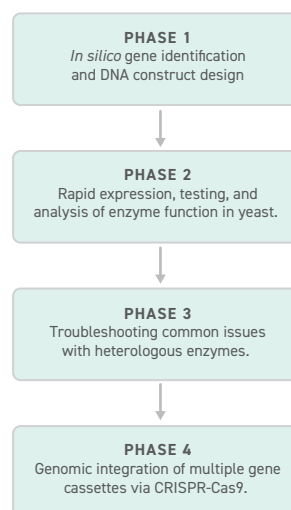 PHASE 1
In silico gene identification
and DNA construct design
PHASE 2
Rapid expression, testing, and
analysis of enzyme function in yeast.
PHASE 3
Troubleshooting common issues
with heterologous enzymes.
PHASE 4
Genomic integration of multiple gene
cassettes via CRISPR-Cas9.